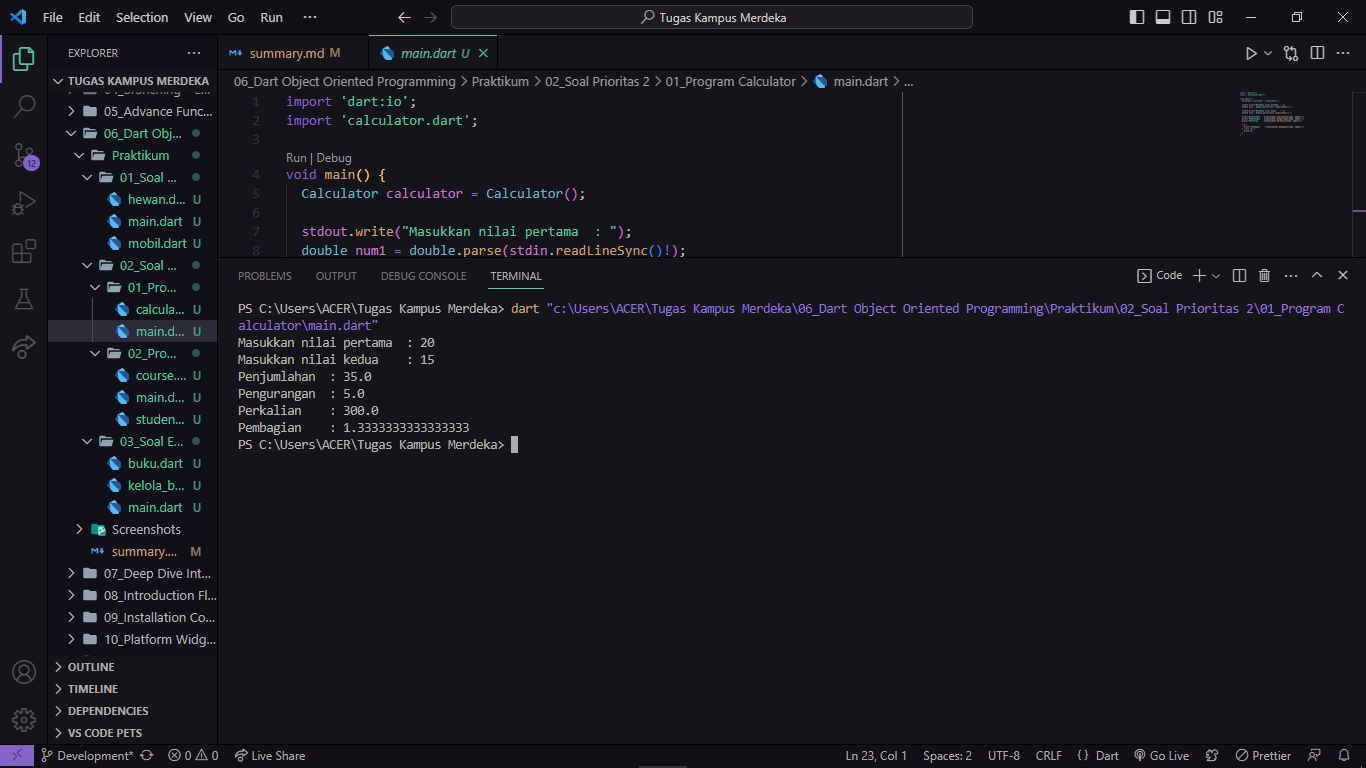 File Edit Selection View Go Run ···
Tugas Kampus Merdeka
EXPLORER ···
TUGAS KAMPUS MERDEKA
05_Advance Func...
06_Dart Obj...
Praktikum
01_Soal ...
hewan.d... U
main.dart U
mobil.dart U
02_Soal ...
01_Pro...
calcula... U
main.d... U
02_Pro...
course.... U
main.d... U
studen... U
03_Soal E...
buku.dart U
kelola_b... U
main.dart U
Screenshots
summary.... M
07_Deep Dive Int...
08_Introduction Fl...
09_Installation Co...
10_Platform Widg...
OUTLINE
TIMELINE
DEPENDENCIES
VS CODE PETS
12
summary.md M
main.dart U
06_Dart Object Oriented Programming > Praktikum > 02_Soal Prioritas 2 > 01_Program Calculator > main.dart > ...
1 import 'dart:io';
2 import 'calculator.dart';
3
Run | Debug
4 void main() {
5 Calculator calculator = Calculator();
6
7 stdout.write("Masukkan nilai pertama  : ");
8 double num1 = double.parse(stdin.readLineSync()!);
PROBLEMS OUTPUT DEBUG CONSOLE TERMINAL
Code
PS C:\Users\ACER\Tugas Kampus Merdeka> dart "c:\Users\ACER\Tugas Kampus Merdeka\06_Dart Object Oriented Programming\Praktikum\02_Soal Prioritas 2\01_Program C
alculator\main.dart"
Masukkan nilai pertama  : 20
Masukkan nilai kedua    : 15
Penjumlahan  : 35.0
Pengurangan  : 5.0
Perkalian    : 300.0
Pembagian    : 1.3333333333333333
PS C:\Users\ACER\Tugas Kampus Merdeka>
Development* 0 0 Live Share
Ln 23, Col 1 Spaces: 2 UTF-8 CRLF { } Dart Go Live Prettier